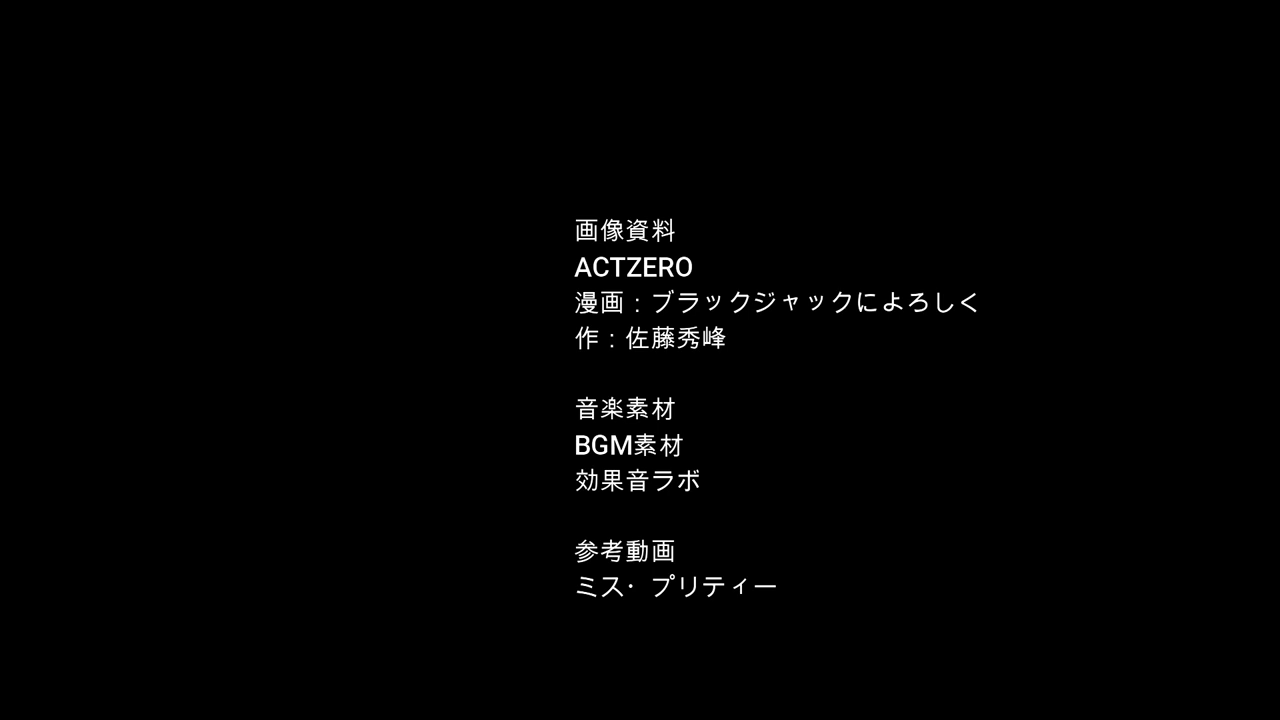 画像資料
ACTZERO
漫画：ブラックジャックによろしく
作：佐藤秀峰
音楽素材
BGM素材
効果音ラボ
参考動画
ミス・プリティー